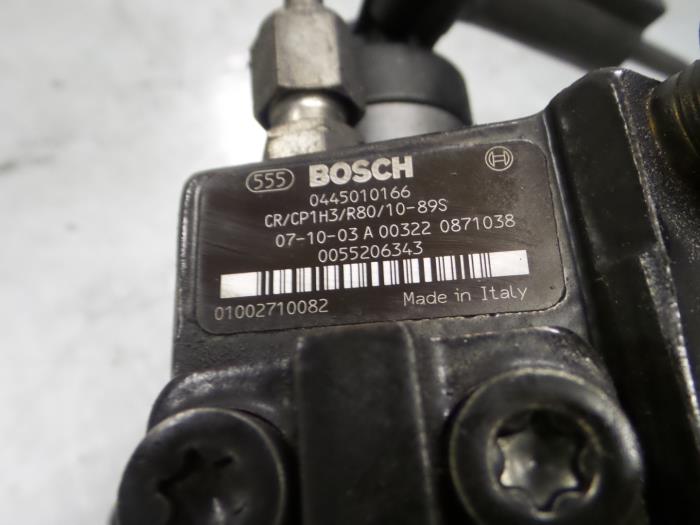 555 BOSCH
0445010166
CR/CP1H3/R80/10-89S
07-10-03 A 00322 0871038
0055206343
01002710082 Made in Italy